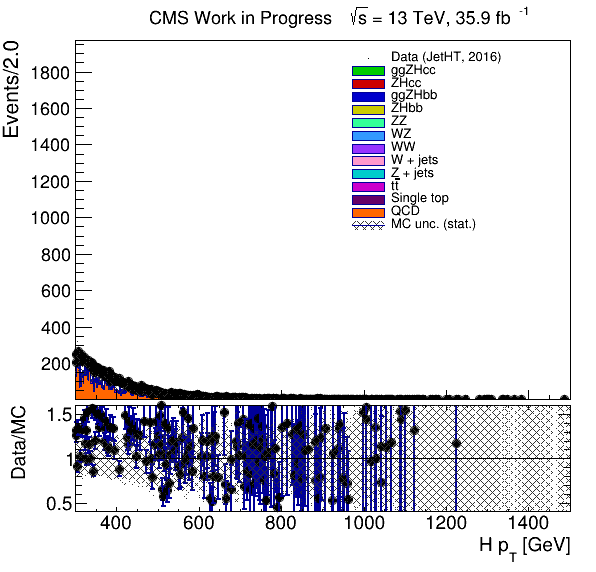 CMS Work in Progress √s = 13 TeV, 35.9 fb -1
Events/2.0
1800
1600
1400
1200
1000
800
600
400
200
Data (JetHT, 2016)
ggZHcc
ZHcc
ggZHbb
ZHbb
ZZ
WZ
WW
W + jets
Z + jets
tt̅
Single top
QCD
MC unc. (stat.)
Data/MC
1.5
1
0.5
400 600 800 1000 1200 1400
H pT [GeV]